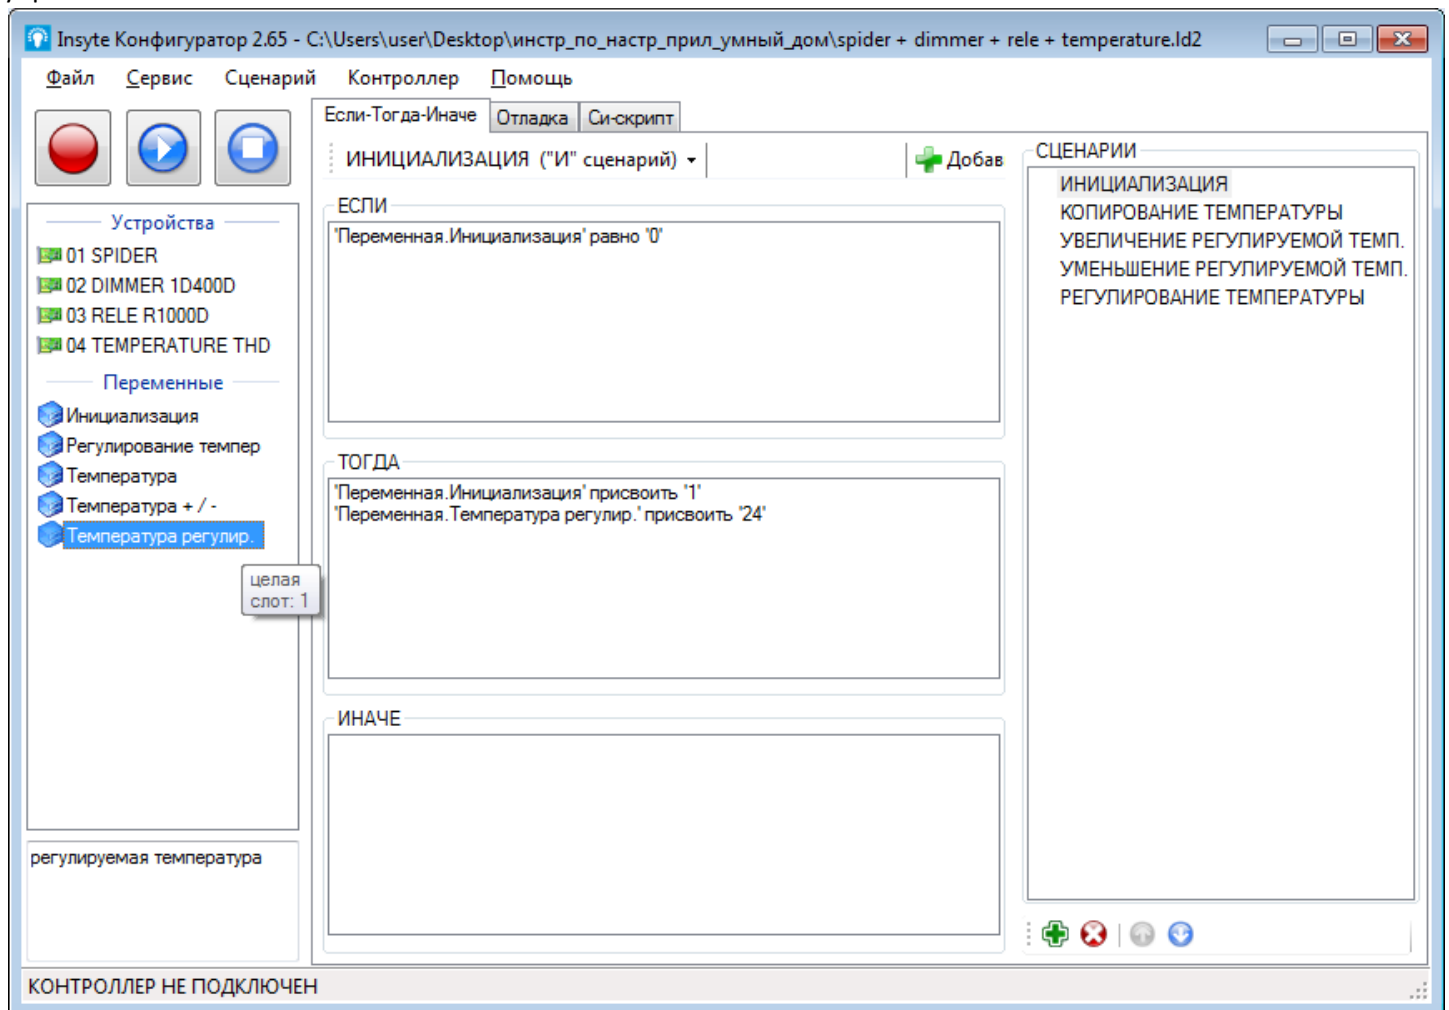 Insyte Конфигуратор 2.65 - C:\Users\user\Desktop\инстр_по_настр_прил_умный_дом\spider + dimmer + rele + temperature.ld2
Файл Сервис Сценарий Контроллер Помощь
Если-Тогда-Иначе Отладка Си-скрипт
ИНИЦИАЛИЗАЦИЯ ("И" сценарий) Добав
Устройства
01 SPIDER
02 DIMMER 1D400D
03 RELE R1000D
04 TEMPERATURE THD
Переменные
Инициализация
Регулирование темпер
Температура
Температура + / -
Температура регулир.
целая
слот: 1
регулируемая температура
ЕСЛИ
'Переменная.Инициализация' равно '0'
ТОГДА
'Переменная.Инициализация' присвоить '1'
'Переменная.Температура регулир.' присвоить '24'
ИНАЧЕ
СЦЕНАРИИ
ИНИЦИАЛИЗАЦИЯ
КОПИРОВАНИЕ ТЕМПЕРАТУРЫ
УВЕЛИЧЕНИЕ РЕГУЛИРУЕМОЙ ТЕМП.
УМЕНЬШЕНИЕ РЕГУЛИРУЕМОЙ ТЕМП.
РЕГУЛИРОВАНИЕ ТЕМПЕРАТУРЫ
КОНТРОЛЛЕР НЕ ПОДКЛЮЧЕН